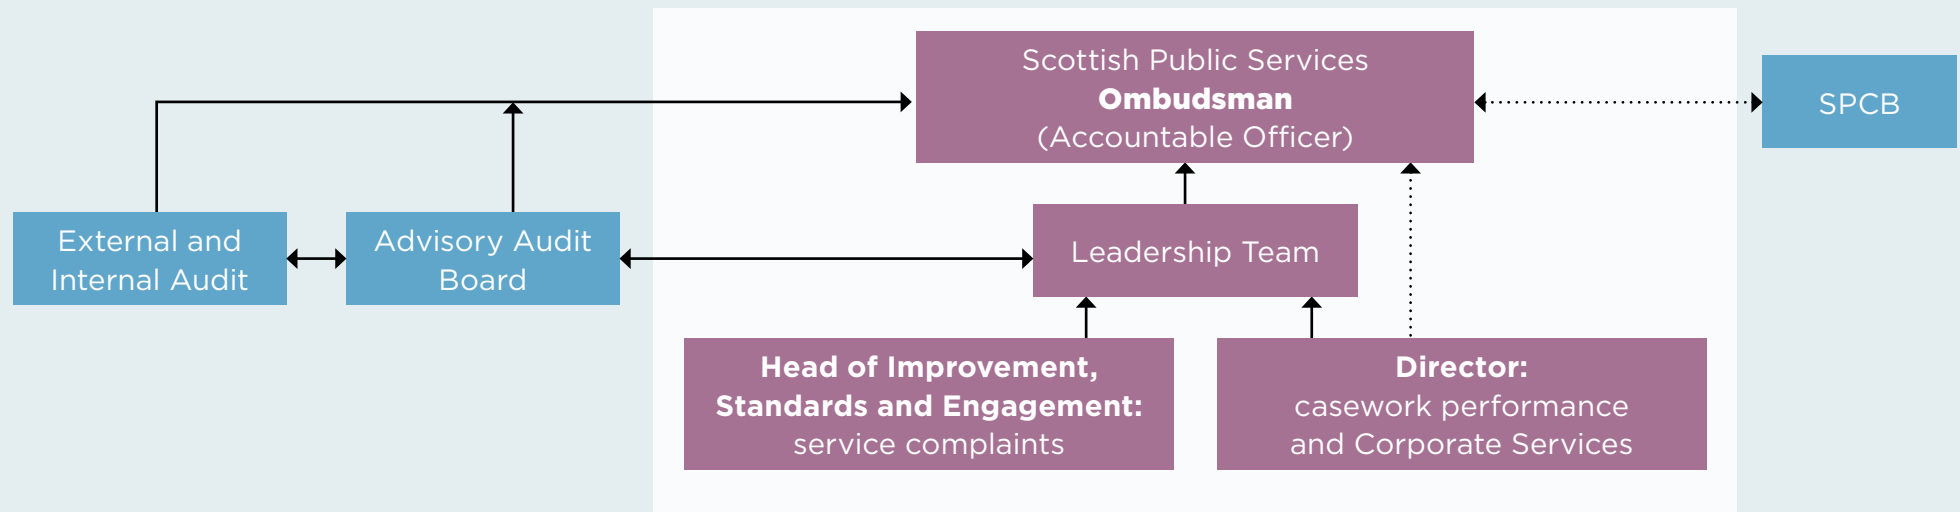 Scottish Public Services
Ombudsman
(Accountable Officer)
SPCB
External and
Internal Audit
Advisory Audit
Board
Leadership Team
Head of Improvement,
Standards and Engagement:
service complaints
Director:
casework performance
and Corporate Services